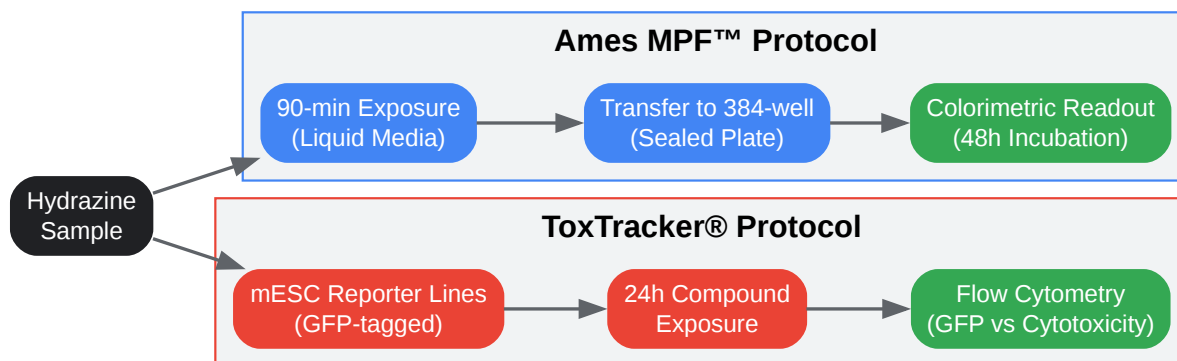 Ames MPF™ Protocol
90-min Exposure
(Liquid Media)
Transfer to 384-well
(Sealed Plate)
Colorimetric Readout
(48h Incubation)
Hydrazine
Sample
ToxTracker® Protocol
mESC Reporter Lines
(GFP-tagged)
24h Compound
Exposure
Flow Cytometry
(GFP vs Cytotoxicity)